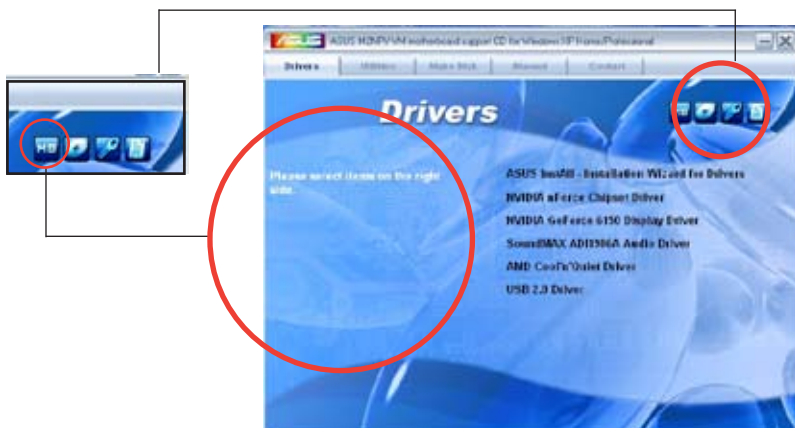 ASUS
ASUS M2NPV-VM motherboard support CD for Windows XP Home/Professional
Drivers
Utilities
Make Disk
Manual
Contact
Drivers
Please select items on the right
side.
ASUS InstAll - Installation Wizard for Drivers
NVIDIA nForce Chipset Driver
NVIDIA GeForce 6150 Display Driver
SoundMAX ADI1986A Audio Driver
AMD Cool'n'Quiet Driver
USB 2.0 Driver